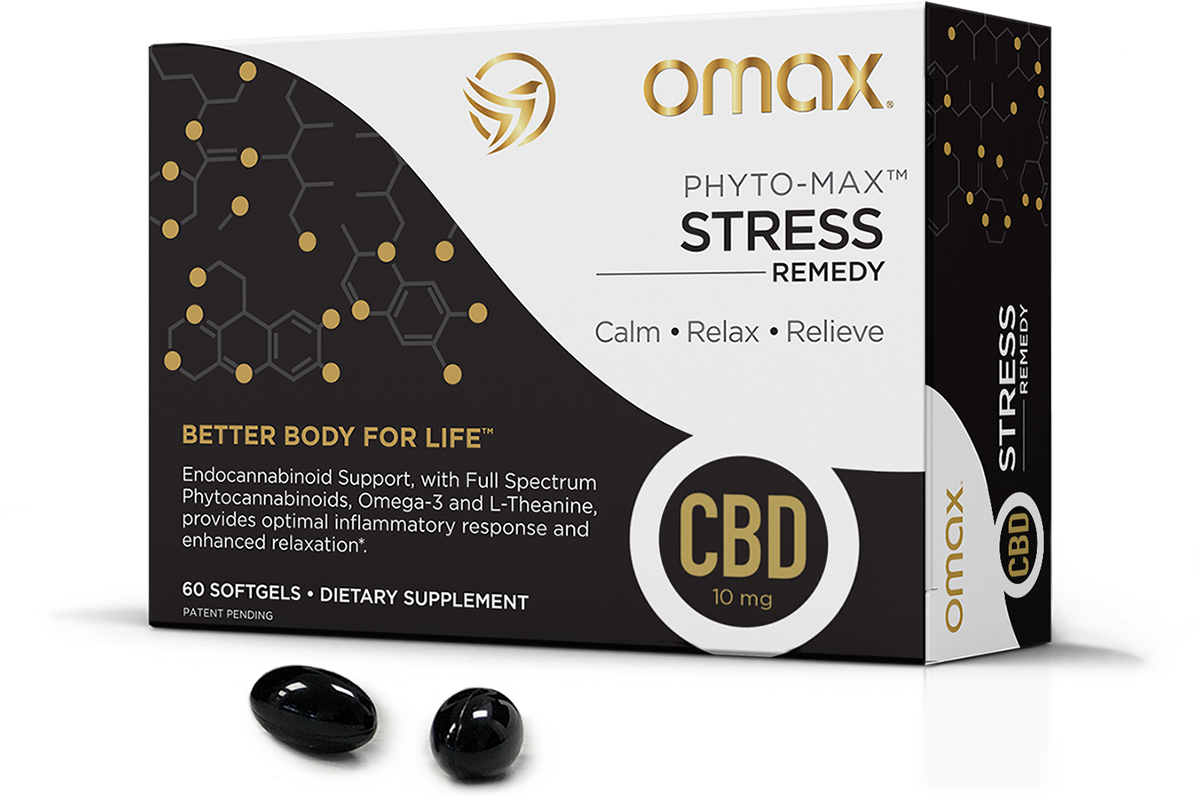 omax®
PHYTO-MAX™
STRESS
REMEDY
Calm • Relax • Relieve
BETTER BODY FOR LIFE™
Endocannabinoid Support, with Full Spectrum
Phytocannabinoids, Omega-3 and L-Theanine,
provides optimal inflammatory response and
enhanced relaxation*.
60 SOFTGELS • DIETARY SUPPLEMENT
PATENT PENDING
CBD
10 mg
STRESS
REMEDY
omax
CBD